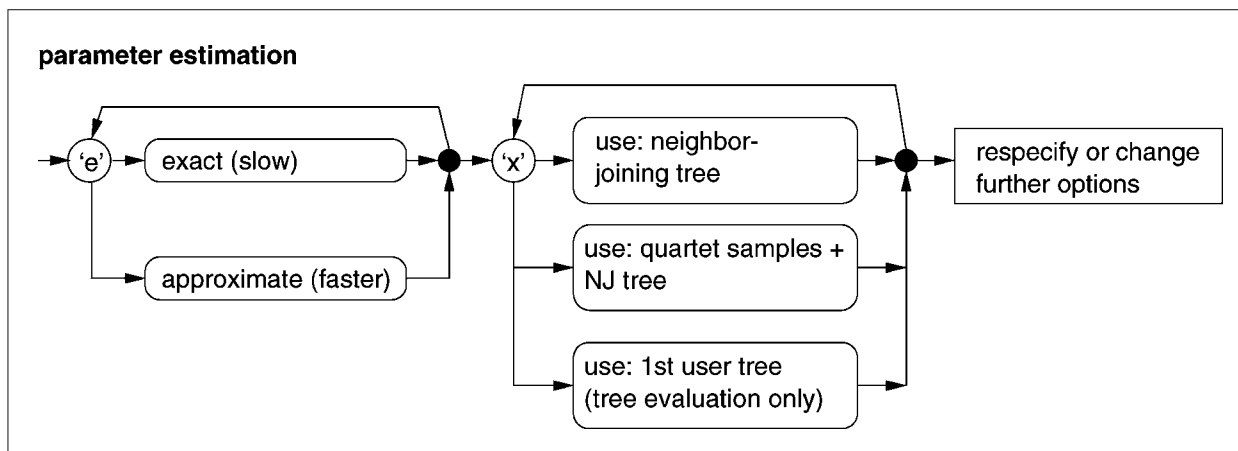 parameter estimation
‘e’
exact (slow)
approximate (faster)
‘x’
use: neighbor-
joining tree
use: quartet samples +
NJ tree
use: 1st user tree
(tree evaluation only)
respecify or change
further options